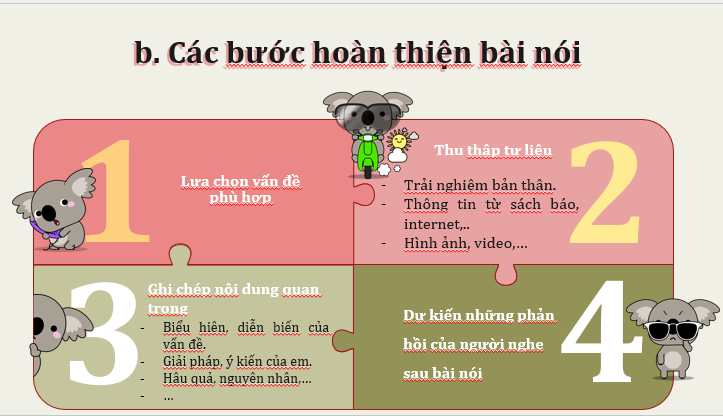 b. Các bước hoàn thiện bài nói
1
Lựa chọn vấn đề
phù hợp
2
Thu thập tư liệu
- Trải nghiệm bản thân.
- Thông tin từ sách báo,
internet,..
- Hình ảnh, video,...
3
Ghi chép nội dung quan
trọng
- Biểu hiện, diễn biến của
vấn đề.
- Giải pháp, ý kiến của em.
- Hậu quả, nguyên nhân,...
- ...
4
Dự kiến những phản
hồi của người nghe
sau bài nói